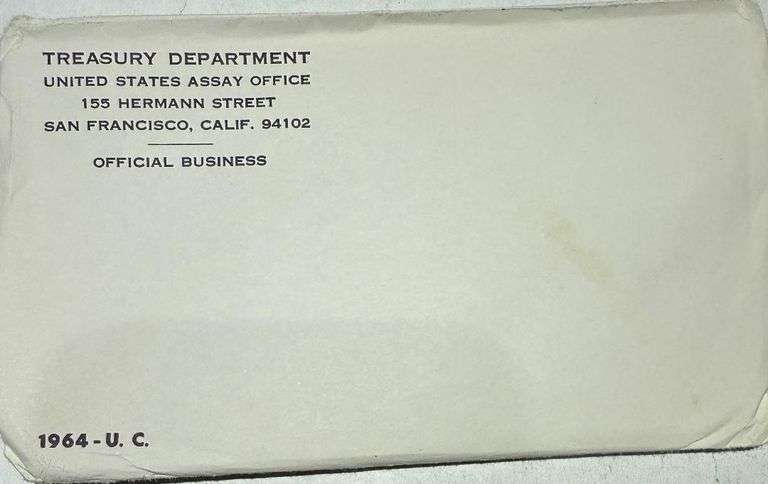 TREASURY DEPARTMENT
UNITED STATES ASSAY OFFICE
155 HERMANN STREET
SAN FRANCISCO, CALIF. 94102
OFFICIAL BUSINESS
1964 - U. C.